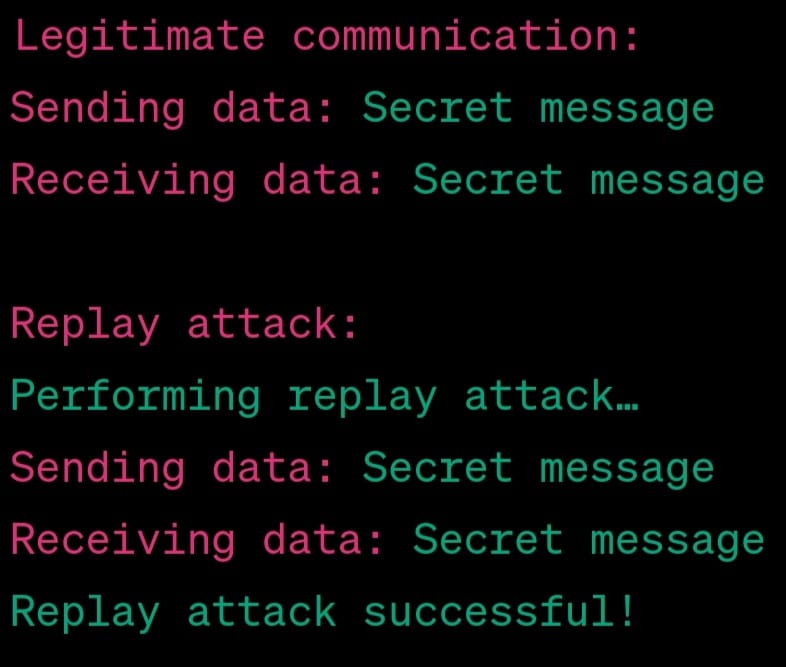 Legitimate communication:
Sending data: Secret message
Receiving data: Secret message
Replay attack:
Performing replay attack…
Sending data: Secret message
Receiving data: Secret message
Replay attack successful!